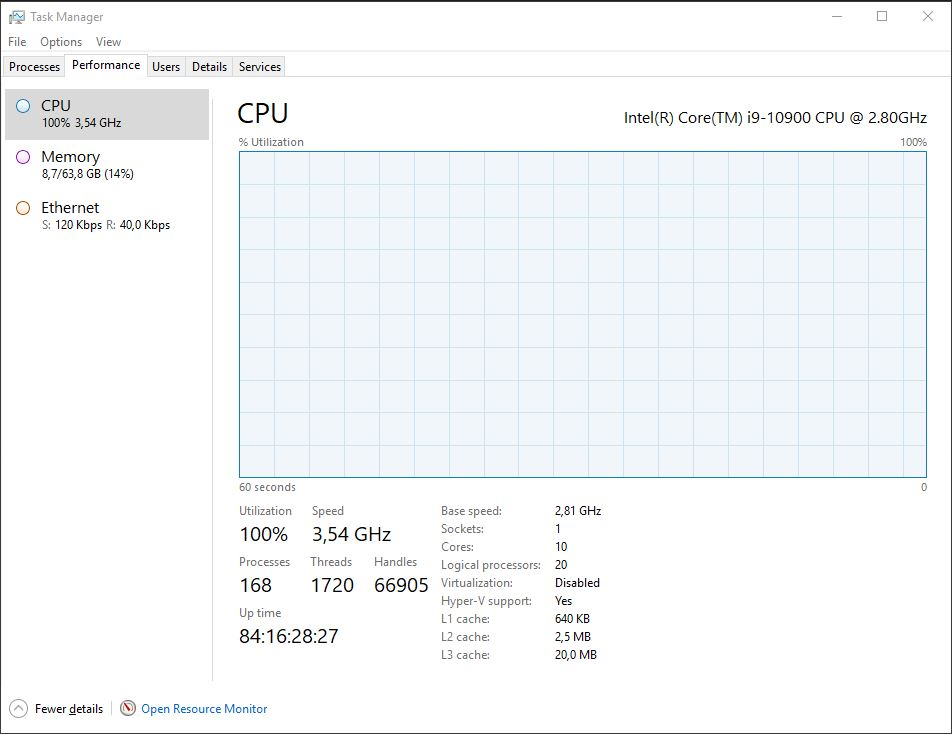 Task Manager
File Options View
Processes Performance Users Details Services
CPU
100% 3,54 GHz
Memory
8,7/63,8 GB (14%)
Ethernet
S: 120 Kbps R: 40,0 Kbps
CPU
Intel(R) Core(TM) i9-10900 CPU @ 2.80GHz
% Utilization 100%
60 seconds 0
Utilization Speed
100% 3,54 GHz
Processes Threads Handles
168 1720 66905
Up time
84:16:28:27
Base speed: 2,81 GHz
Sockets: 1
Cores: 10
Logical processors: 20
Virtualization: Disabled
Hyper-V support: Yes
L1 cache: 640 KB
L2 cache: 2,5 MB
L3 cache: 20,0 MB
Fewer details Open Resource Monitor